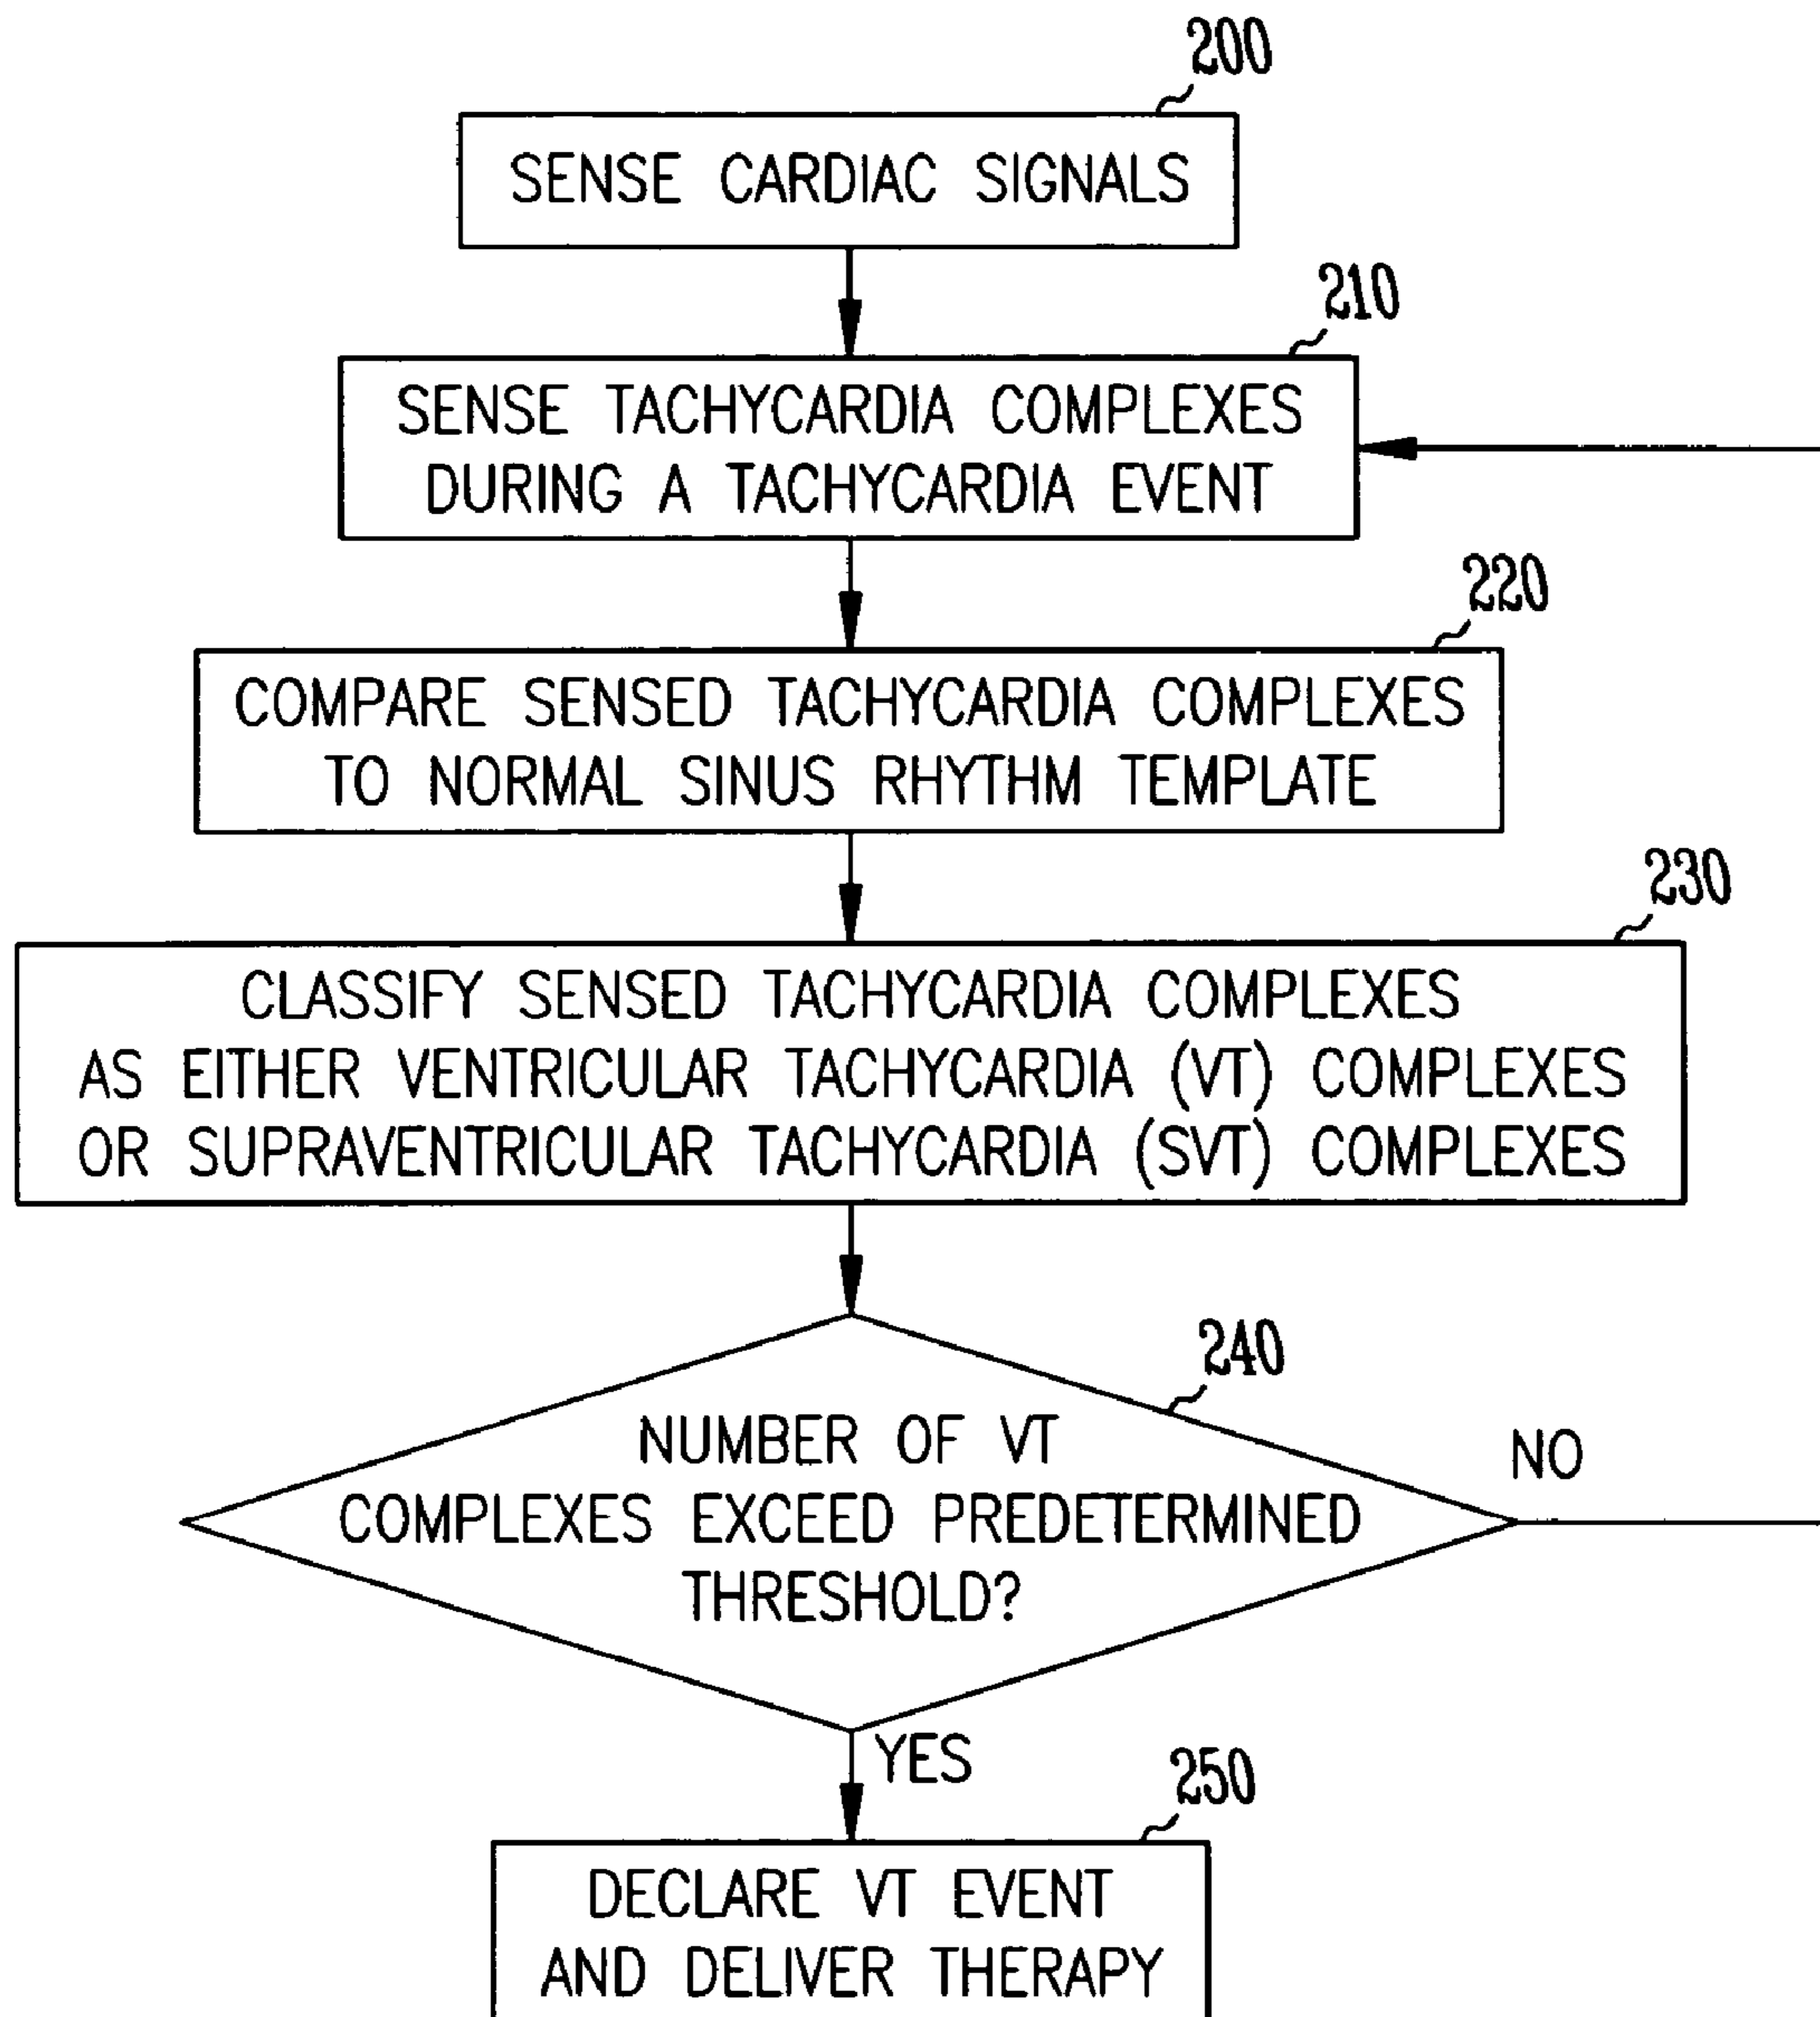 200
SENSE CARDIAC SIGNALS
210
SENSE TACHYCARDIA COMPLEXES
DURING A TACHYCARDIA EVENT
220
COMPARE SENSED TACHYCARDIA COMPLEXES
TO NORMAL SINUS RHYTHM TEMPLATE
230
CLASSIFY SENSED TACHYCARDIA COMPLEXES
AS EITHER VENTRICULAR TACHYCARDIA (VT) COMPLEXES
OR SUPRAVENTRICULAR TACHYCARDIA (SVT) COMPLEXES
240
NUMBER OF VT
COMPLEXES EXCEED PREDETERMINED
THRESHOLD?
NO
YES
250
DECLARE VT EVENT
AND DELIVER THERAPY